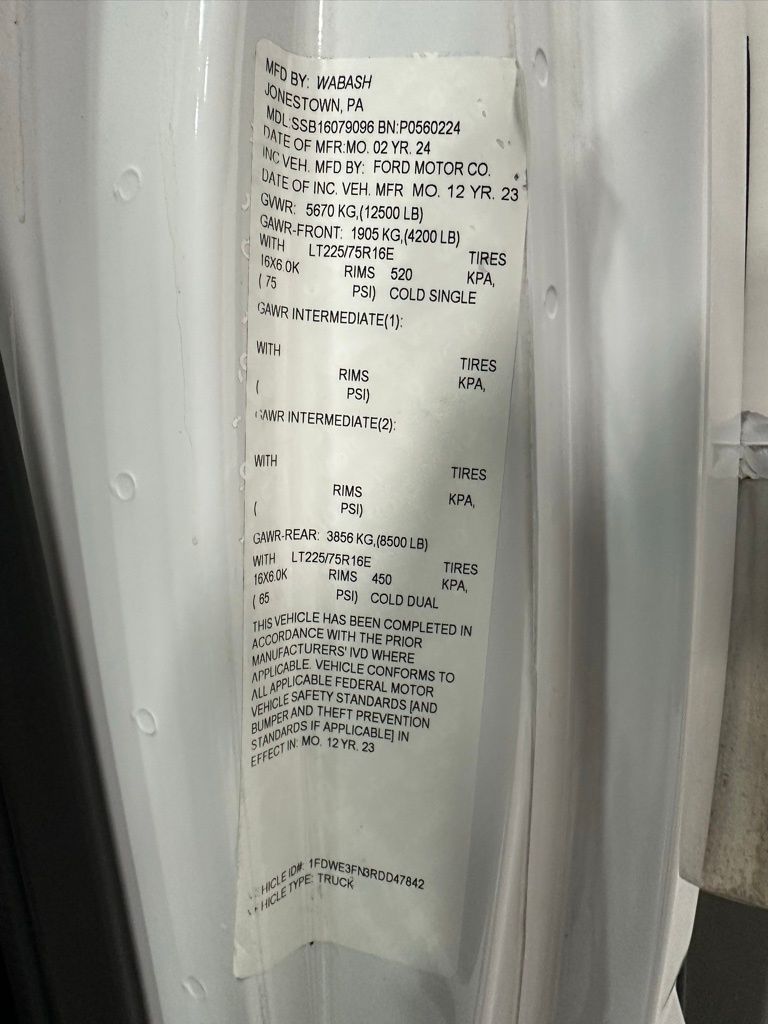 MFD BY: WABASH
JONESTOWN, PA
MDL:SSB16079096 BN:P0560224
DATE OF MFR:MO. 02 YR. 24
INC VEH. MFD BY: FORD MOTOR CO.
DATE OF INC. VEH. MFR MO. 12 YR. 23
GVWR: 5670 KG,(12500 LB)
GAWR-FRONT: 1905 KG,(4200 LB)
WITH LT225/75R16E TIRES
16X6.0K RIMS 520 KPA,
( 75 PSI) COLD SINGLE
GAWR INTERMEDIATE(1):
WITH TIRES
RIMS KPA,
( PSI)
GAWR INTERMEDIATE(2):
WITH TIRES
RIMS KPA,
( PSI)
GAWR-REAR: 3856 KG,(8500 LB)
WITH LT225/75R16E TIRES
16X6.0K RIMS 450 KPA,
( 65 PSI) COLD DUAL
THIS VEHICLE HAS BEEN COMPLETED IN
ACCORDANCE WITH THE PRIOR
MANUFACTURERS' IVD WHERE
APPLICABLE. VEHICLE CONFORMS TO
ALL APPLICABLE FEDERAL MOTOR
VEHICLE SAFETY STANDARDS [AND
BUMPER AND THEFT PREVENTION
STANDARDS IF APPLICABLE] IN
EFFECT IN: MO. 12 YR. 23
VEHICLE ID#: 1FDWE3FN3RDD47842
VEHICLE TYPE: TRUCK